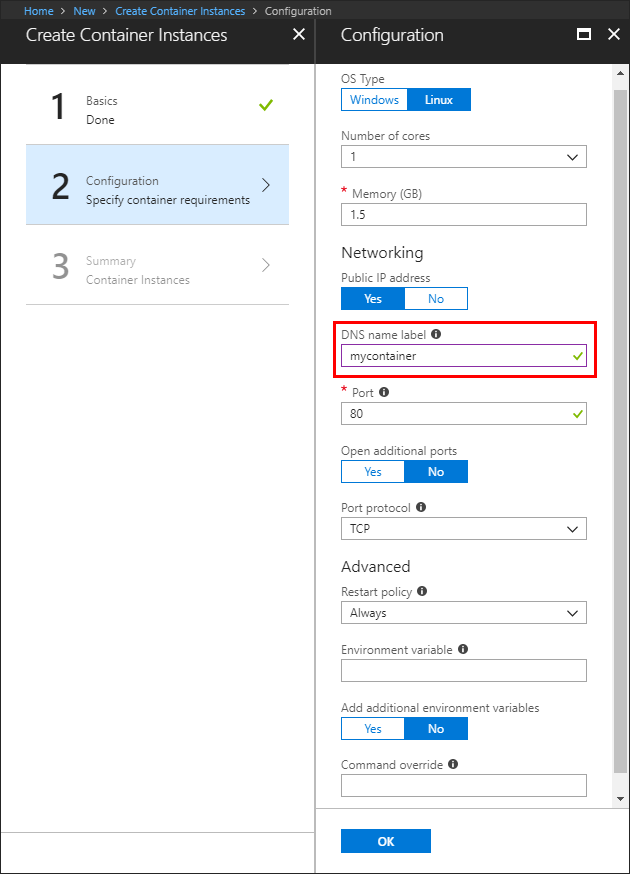 Home > New > Create Container Instances > Configuration
Create Container Instances
1
Basics
Done
2
Configuration
Specify container requirements
3
Summary
Container Instances
Configuration
OS Type
Windows Linux
Number of cores
1
* Memory (GB)
1.5
Networking
Public IP address
Yes No
DNS name label
mycontainer
* Port
80
Open additional ports
Yes No
Port protocol
TCP
Advanced
Restart policy
Always
Environment variable
Add additional environment variables
Yes No
Command override
OK